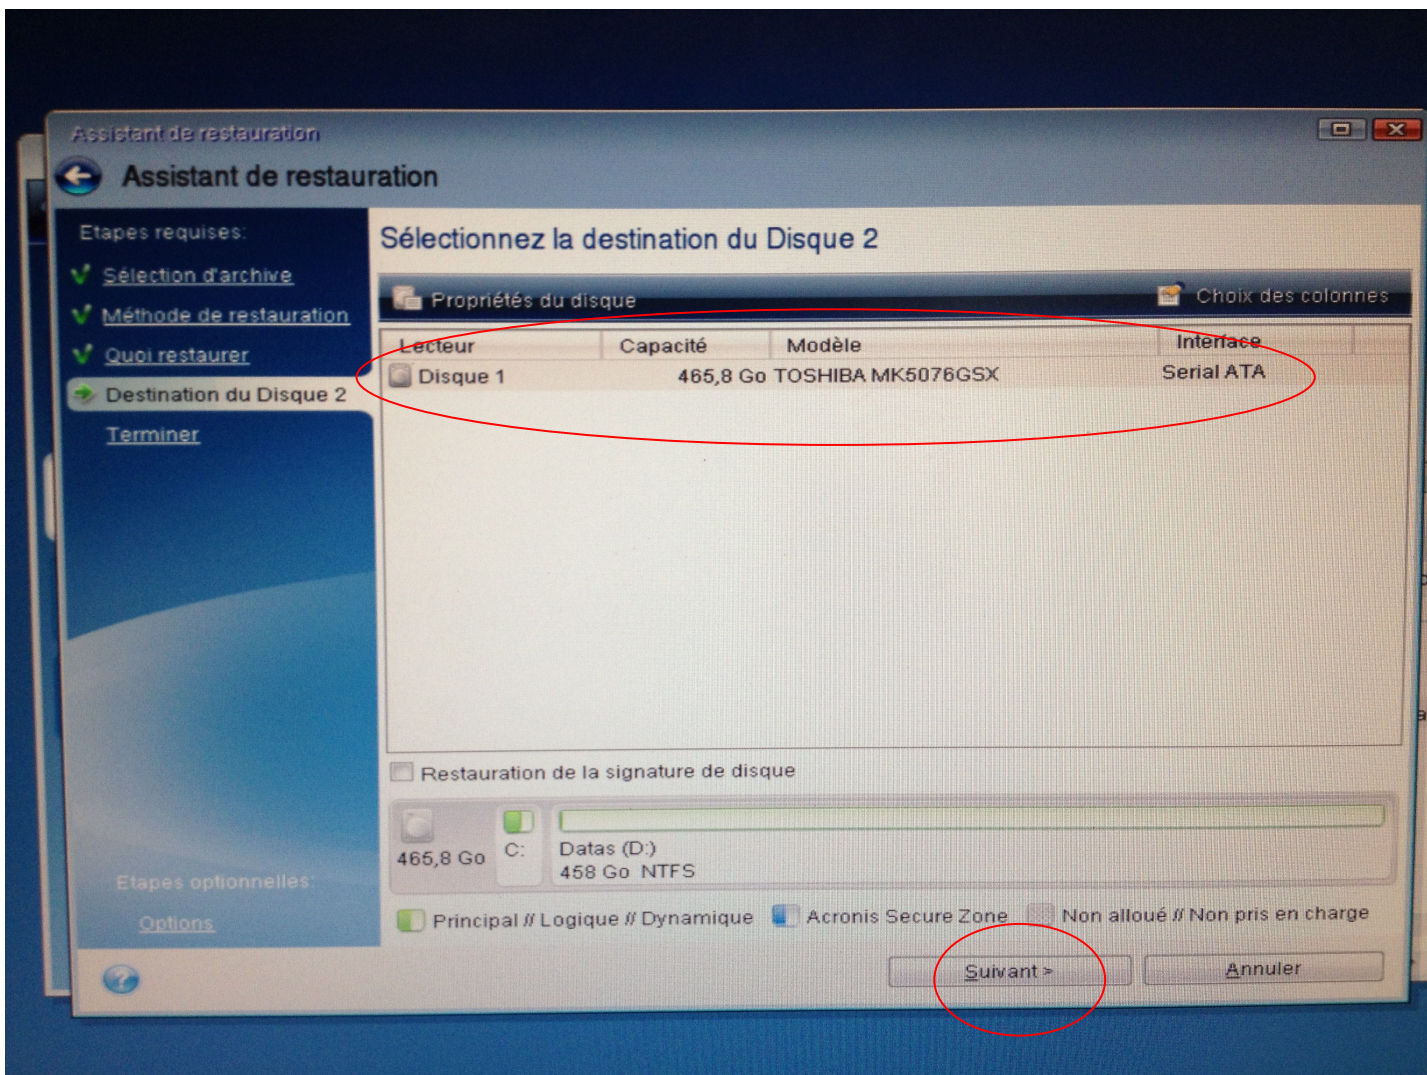 Assistant de restauration
Assistant de restauration
Etapes requises:
Sélection d'archive
Méthode de restauration
Quoi restaurer
Destination du Disque 2
Terminer
Etapes optionnelles:
Options
Sélectionnez la destination du Disque 2
Propriétés du disque
Choix des colonnes
Lecteur Capacité Modèle Interface
Disque 1 465,8 Go TOSHIBA MK5076GSX Serial ATA
Restauration de la signature de disque
465,8 Go
C:
Datas (D:)
458 Go NTFS
Principal // Logique // Dynamique Acronis Secure Zone Non alloué // Non pris en charge
Suivant > Annuler